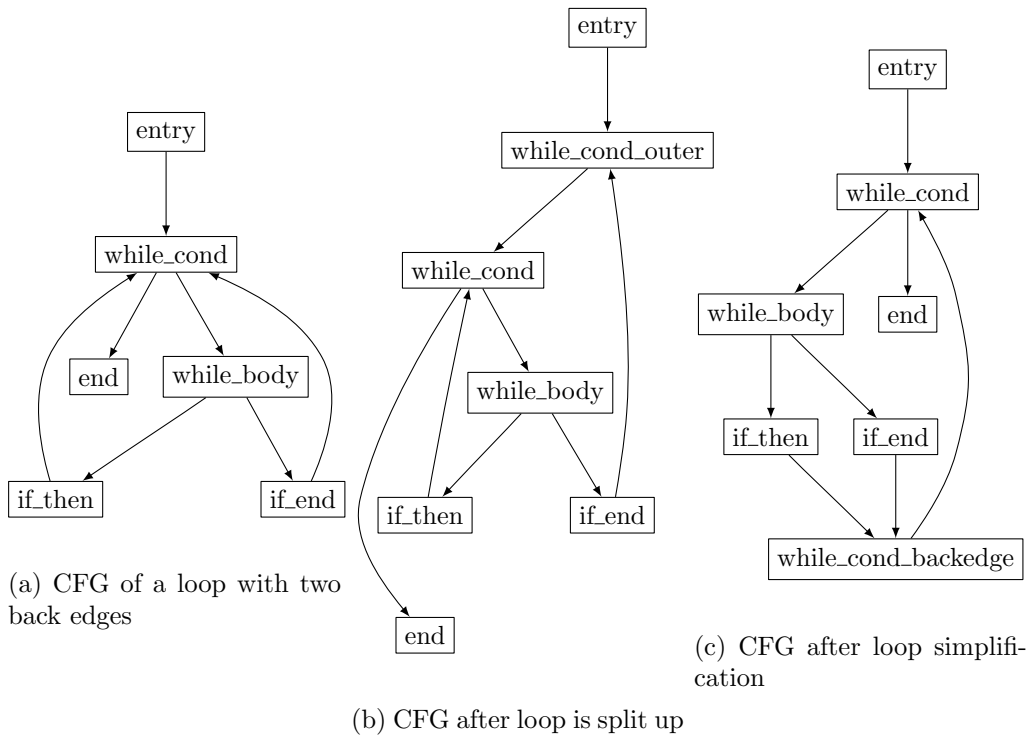 entry
while_cond
end
while_body
if_then
if_end
(a) CFG of a loop with two
back edges
entry
while_cond_outer
while_cond
while_body
if_then
if_end
end
(b) CFG after loop is split up
entry
while_cond
while_body
end
if_then
if_end
while_cond_backedge
(c) CFG after loop simplifi-
cation